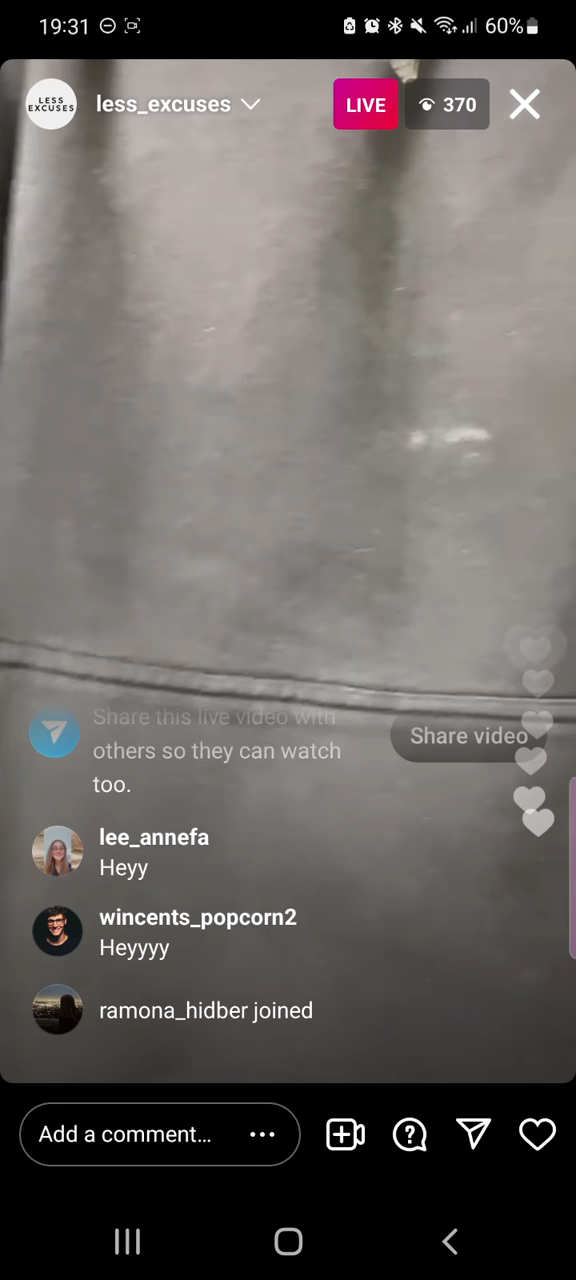 19:31
60%
LESS
EXCUSES
less_excuses
LIVE
370
Share this live video with
others so they can watch
too.
Share video
lee_annefa
Heyy
wincents_popcorn2
Heyyyy
ramona_hidber joined
Add a comment...